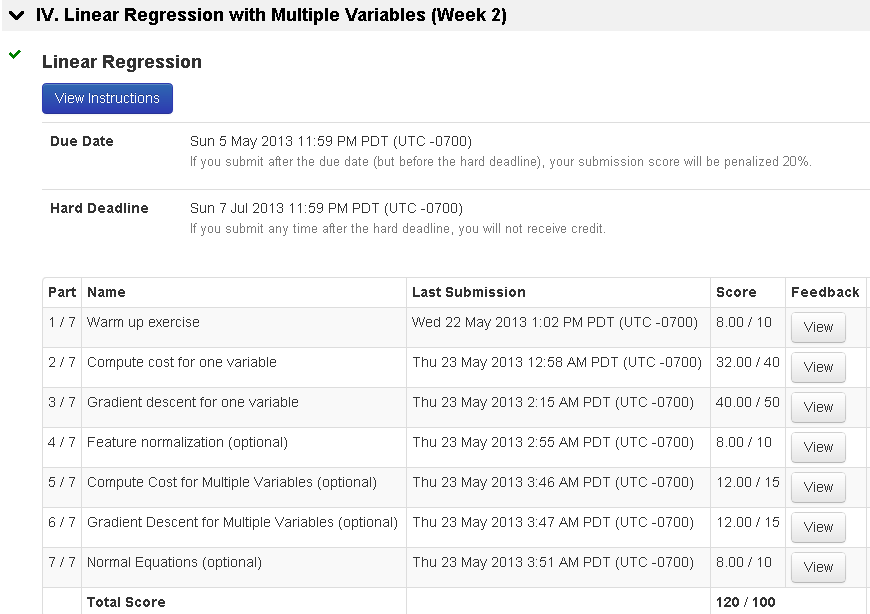 IV. Linear Regression with Multiple Variables (Week 2)
Linear Regression
View Instructions
Due Date Sun 5 May 2013 11:59 PM PDT (UTC -0700)
If you submit after the due date (but before the hard deadline), your submission score will be penalized 20%.
Hard Deadline Sun 7 Jul 2013 11:59 PM PDT (UTC -0700)
If you submit any time after the hard deadline, you will not receive credit.
Part Name Last Submission Score Feedback
1 / 7 Warm up exercise Wed 22 May 2013 1:02 PM PDT (UTC -0700) 8.00 / 10 View
2 / 7 Compute cost for one variable Thu 23 May 2013 12:58 AM PDT (UTC -0700) 32.00 / 40 View
3 / 7 Gradient descent for one variable Thu 23 May 2013 2:15 AM PDT (UTC -0700) 40.00 / 50 View
4 / 7 Feature normalization (optional) Thu 23 May 2013 2:55 AM PDT (UTC -0700) 8.00 / 10 View
5 / 7 Compute Cost for Multiple Variables (optional) Thu 23 May 2013 3:46 AM PDT (UTC -0700) 12.00 / 15 View
6 / 7 Gradient Descent for Multiple Variables (optional) Thu 23 May 2013 3:47 AM PDT (UTC -0700) 12.00 / 15 View
7 / 7 Normal Equations (optional) Thu 23 May 2013 3:51 AM PDT (UTC -0700) 8.00 / 10 View
Total Score 120 / 100